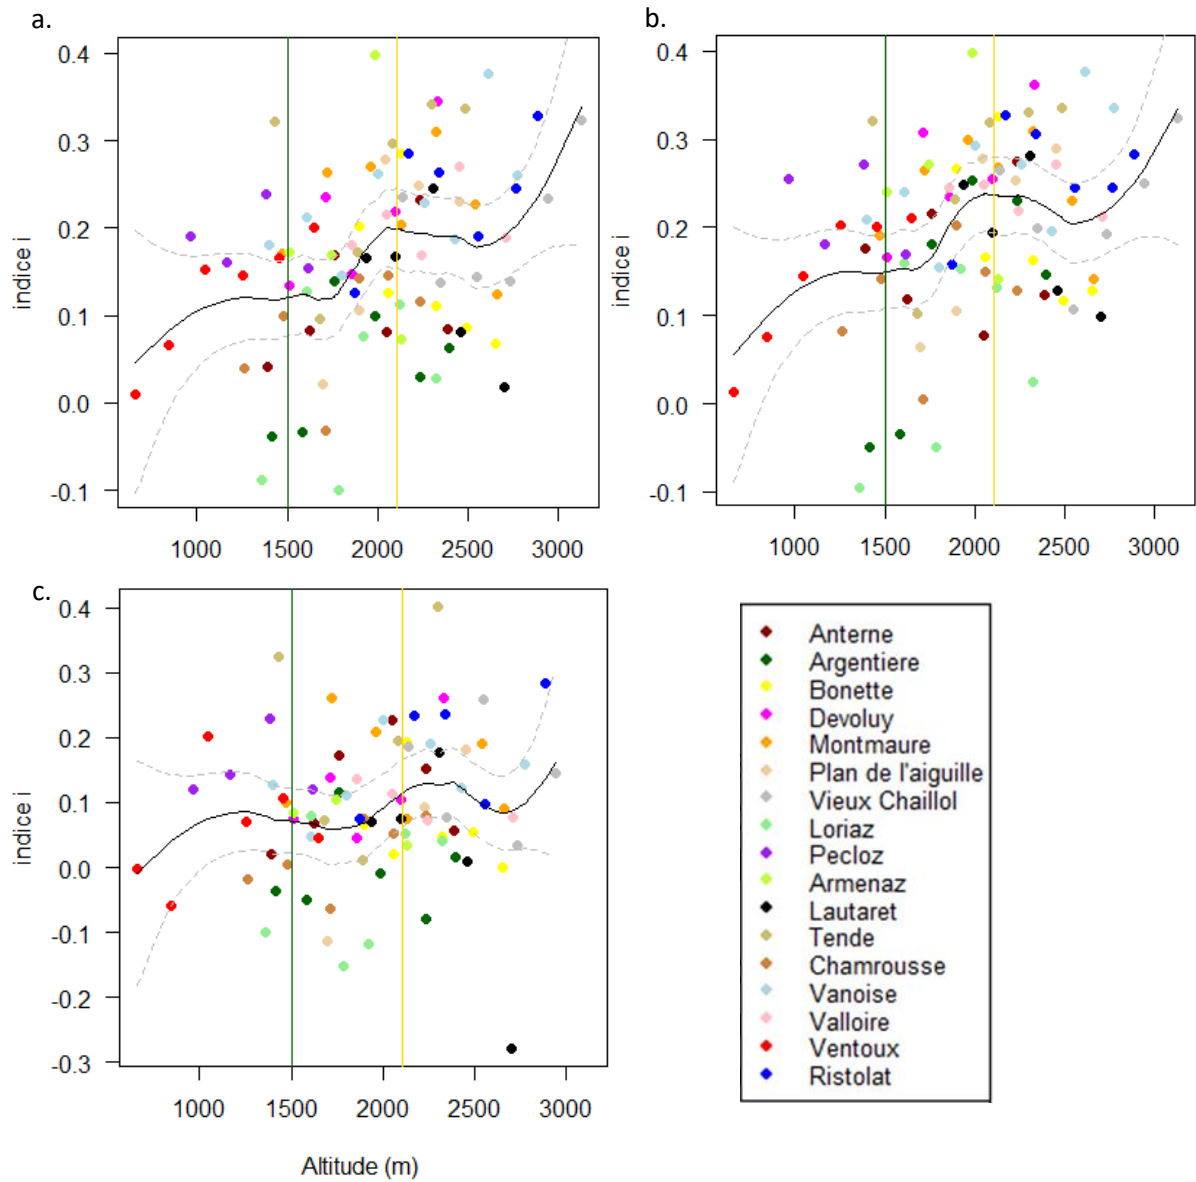 a.
0.4
0.3
0.2
0.1
0.0
-0.1
indice i
1000 1500 2000 2500 3000
b.
0.4
0.3
0.2
0.1
0.0
-0.1
indice i
1000 1500 2000 2500 3000
c.
0.4
0.3
0.2
0.1
0.0
-0.1
-0.2
-0.3
indice i
1000 1500 2000 2500 3000
Altitude (m)
Anterne
Argentiere
Bonette
Devoluy
Montmaure
Plan de l'aiguille
Vieux Chaillol
Loriaz
Pecloz
Armenaz
Lautaret
Tende
Chamrousse
Vanoise
Valloire
Ventoux
Ristolat